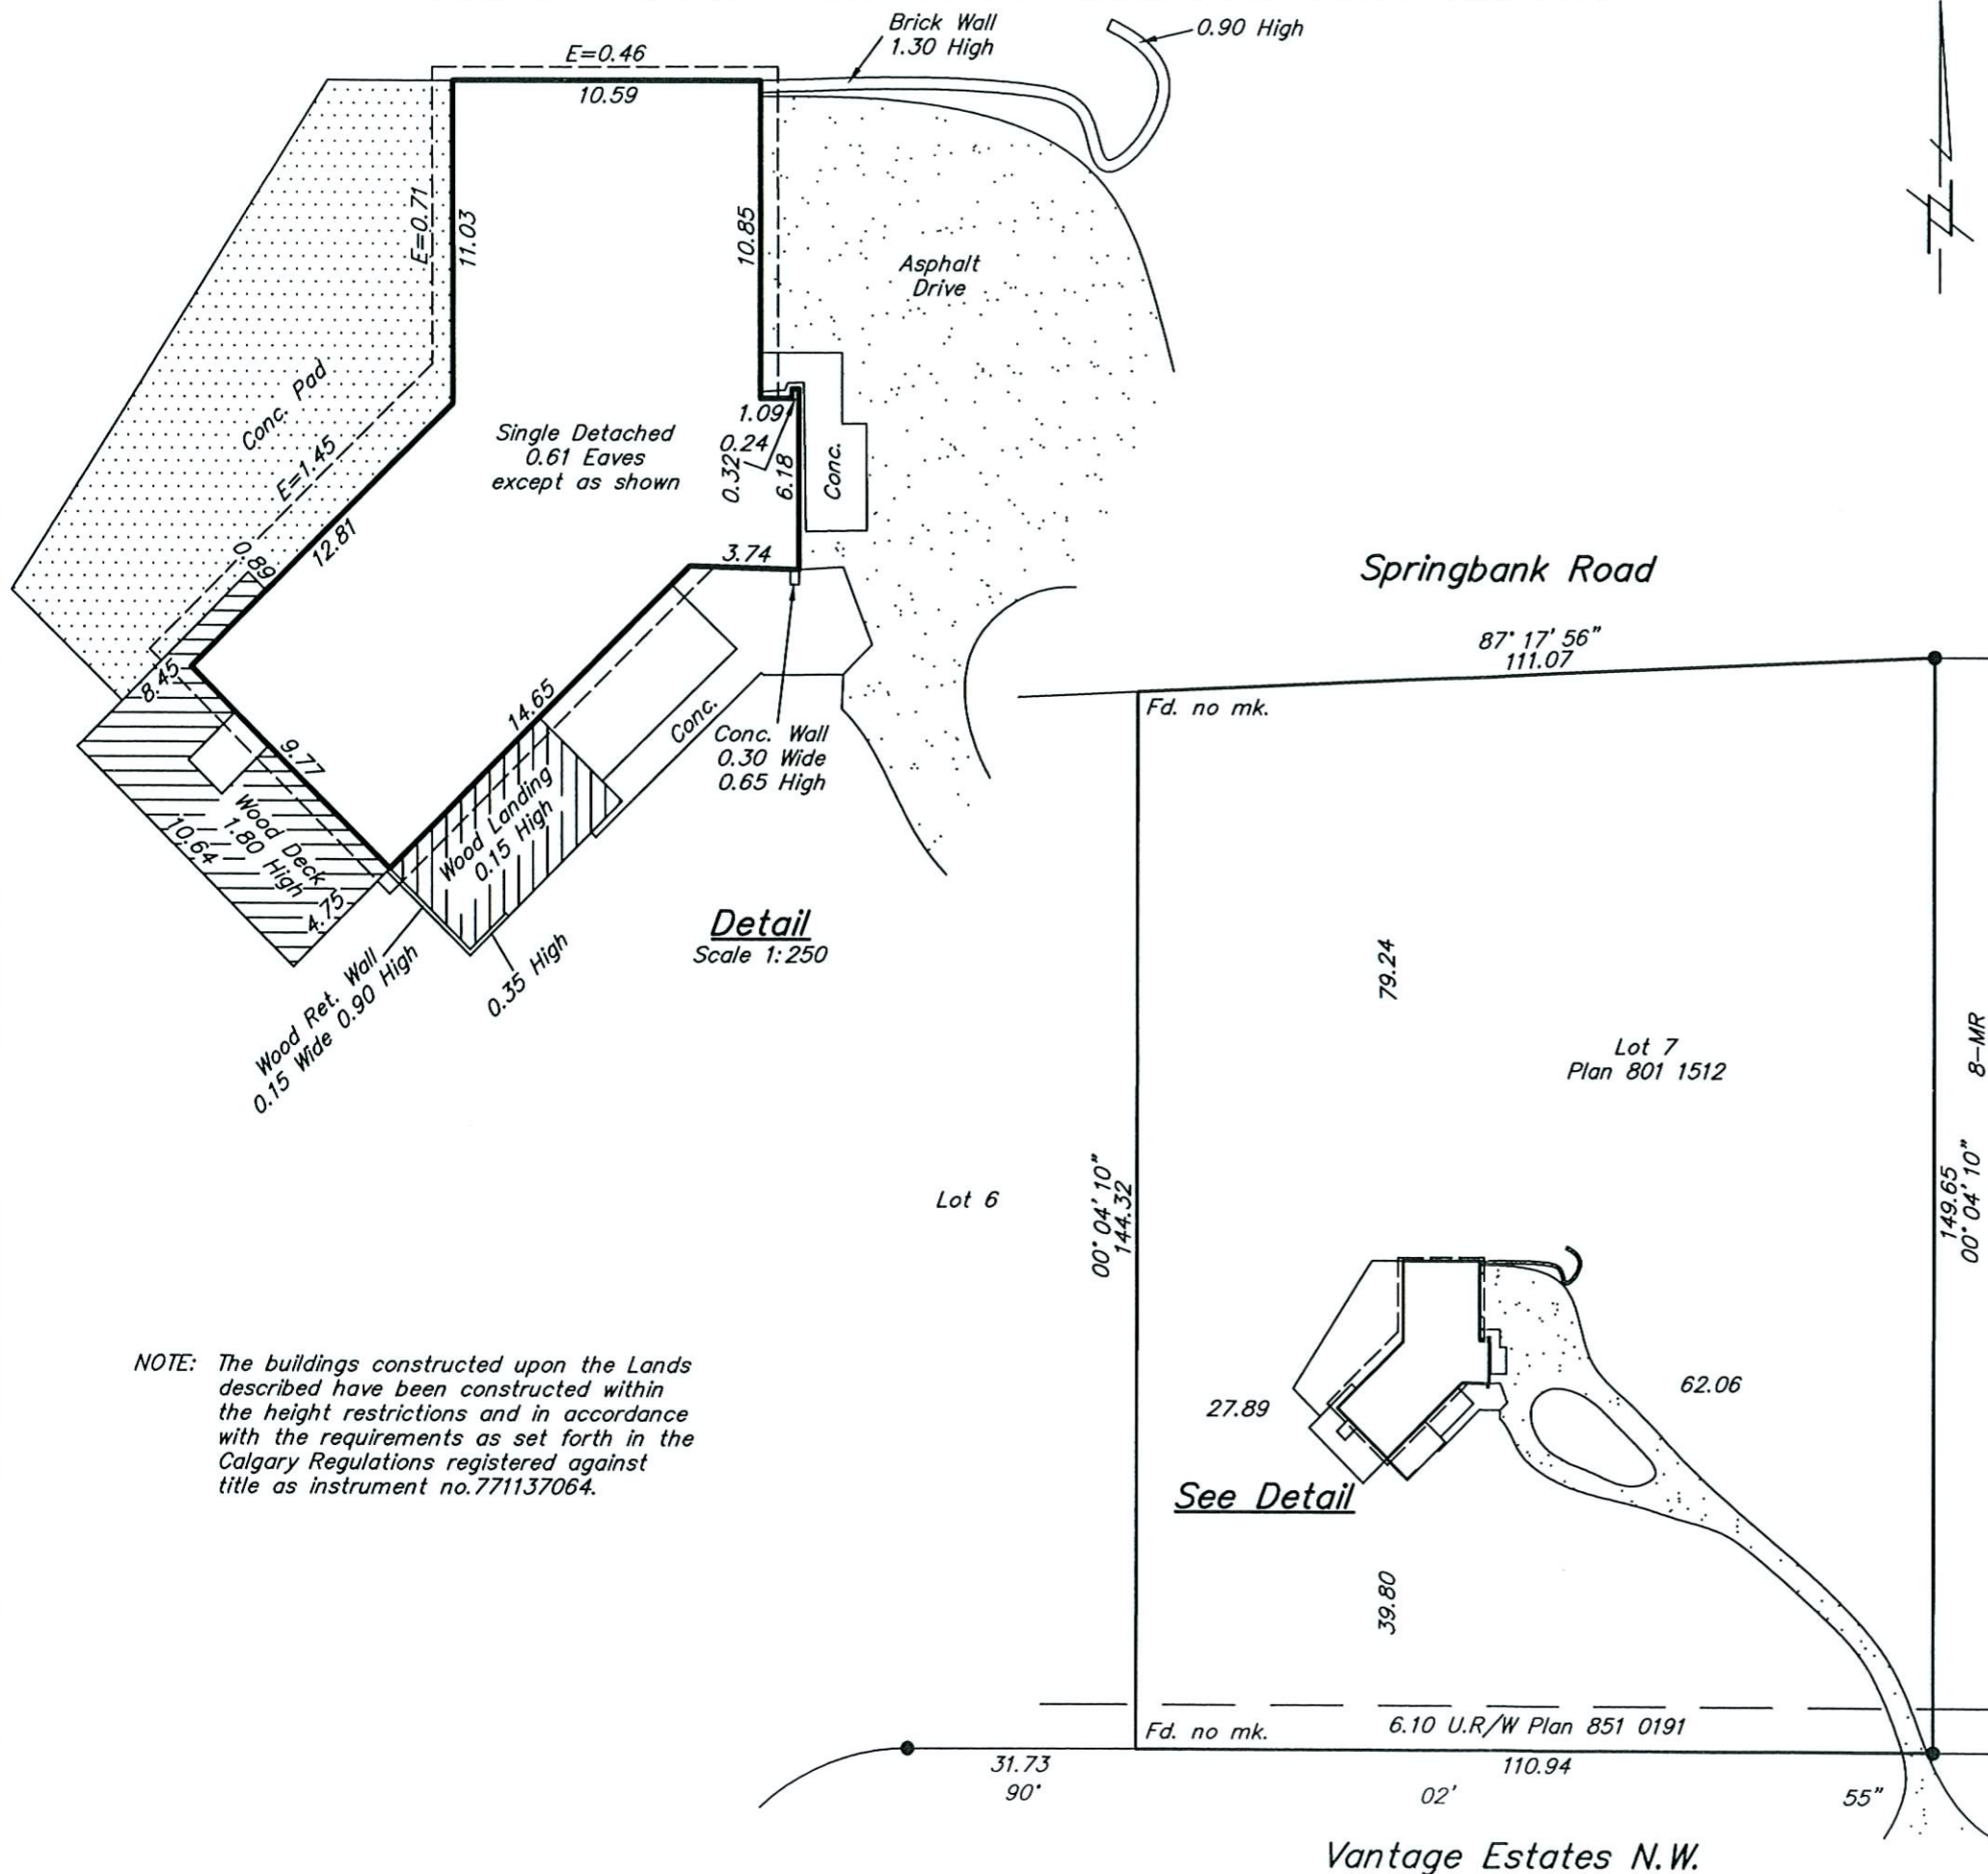 Brick Wall
1.30 High
0.90 High
E=0.46
10.59
E=0.71
11.03
10.85
Asphalt
Drive
Conc. Pad
E=1.45
Single Detached
0.61 Eaves
except as shown
1.09
0.24
0.32
6.18
Conc.
12.81
0.89
3.74
8.45
14.65
Conc.
9.77
Conc. Wall
0.30 Wide
0.65 High
Wood Landing
0.15 High
Wood Deck
1.80 High
10.64
4.75
Wood Ret. Wall
0.15 Wide 0.90 High
0.35 High
Detail
Scale 1:250
Springbank Road
87° 17' 56"
111.07
Fd. no mk.
79.24
Lot 7
Plan 801 1512
8-MR
Lot 6
00° 04' 10"
144.32
149.65
00° 04' 10"
NOTE: The buildings constructed upon the Lands
described have been constructed within
the height restrictions and in accordance
with the requirements as set forth in the
Calgary Regulations registered against
title as instrument no.771137064.
27.89
62.06
See Detail
39.80
Fd. no mk.
6.10 U.R/W Plan 851 0191
31.73
110.94
90° 02' 55"
Vantage Estates N.W.